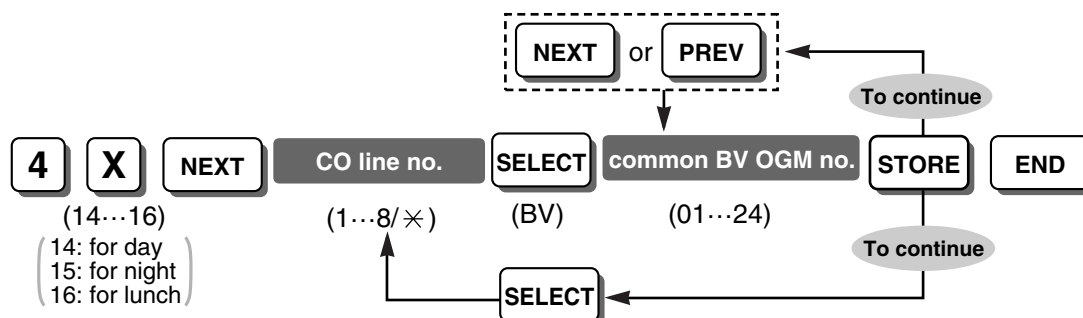 NEXT or PREV
To continue
4 X NEXT CO line no. SELECT common BV OGM no. STORE END
(14···16) (1···8/✳) (BV) (01···24)
14: for day
15: for night
16: for lunch
To continue
SELECT